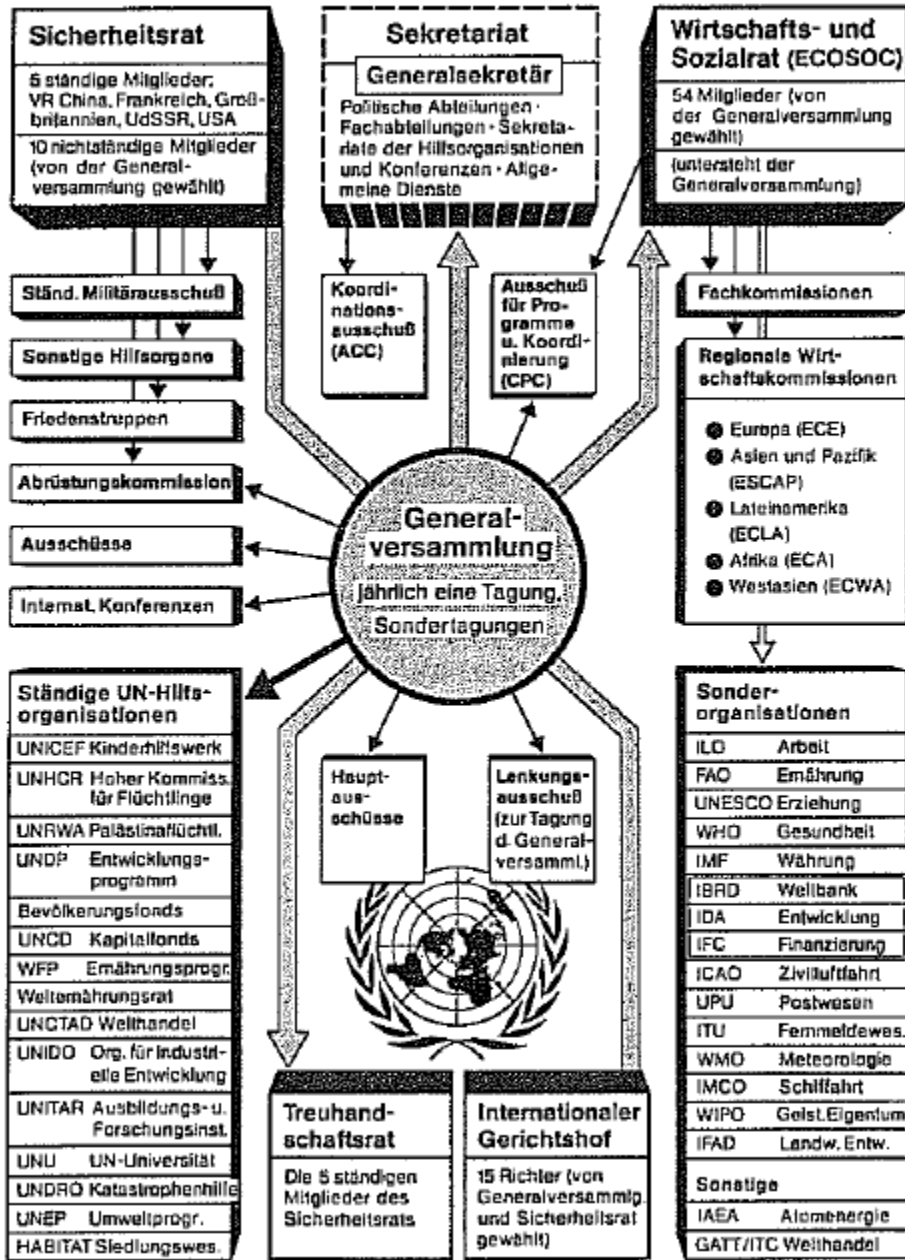 Sicherheitsrat
5 ständige Mitglieder:
VR China, Frankreich, Groß-
britannien, UdSSR, USA
10 nichtständige Mitglieder
(von der General-
versammlung gewählt)
Sekretariat
Generalsekretär
Politische Abteilungen ·
Fachabteilungen · Sekreta-
riate der Hilfsorganisationen
und Konferenzen · Allge-
meine Dienste
Wirtschafts- und
Sozialrat (ECOSOC)
54 Mitglieder (von
der Generalversammlung
gewählt)
(untersteht der
Generalversammlung)
Ständ. Militärausschuß
Sonstige Hilfsorgane
Friedenstruppen
Abrüstungskommission
Ausschüsse
Internat. Konferenzen
Koordi-
nations-
ausschuß
(ACC)
Ausschuß
für Pro-
gramme
u. Koordi-
nierung
(CPC)
Fachkommissionen
Regionale Wirt-
schaftskommissionen
Europa (ECE)
Asien und Pazifik
(ESCAP)
Lateinamerika
(ECLA)
Afrika (ECA)
Westasien (ECWA)
General-
versammlung
jährlich eine Tagung,
Sondertagungen
Ständige UN-Hilfs-
organisationen
UNICEF Kinderhilfswerk
UNHCR Hoher Kommiss.
für Flüchtlinge
UNRWA Palästinaflüchtl.
UNDP Entwicklungs-
programm
Bevölkerungsfonds
UNCD Kapitalfonds
WFP Ernährungsprogr.
Welternährungsrat
UNCTAD Welthandel
UNIDO Org. für Industri-
elle Entwicklung
UNITAR Ausbildungs- u.
Forschungsinst.
UNU UN-Universität
UNDRO Katastrophenhilfe
UNEP Umweltprogr.
HABITAT Siedlungswes.
Haupt-
aus-
schüsse
Lenkungs-
ausschuß
(zur Tagung
d. General-
versamml.)
Treuhand-
schaftsrat
Die 5 ständigen
Mitglieder des
Sicherheitsrats
Internationaler
Gerichtshof
15 Richter (von
Generalversammlg.
und Sicherheitsrat
gewählt)
Sonder-
organisationen
ILO Arbeit
FAO Ernährung
UNESCO Erziehung
WHO Gesundheit
IMF Währung
IBRD Weltbank
IDA Entwicklung
IFC Finanzierung
ICAO Zivilluftfahrt
UPU Postwesen
ITU Fernmeldewes.
WMO Meteorologie
IMCO Schiffahrt
WIPO Geist. Eigentum
IFAD Landw. Entw.
Sonstige
IAEA Atomenergie
GATT/ITC Welthandel